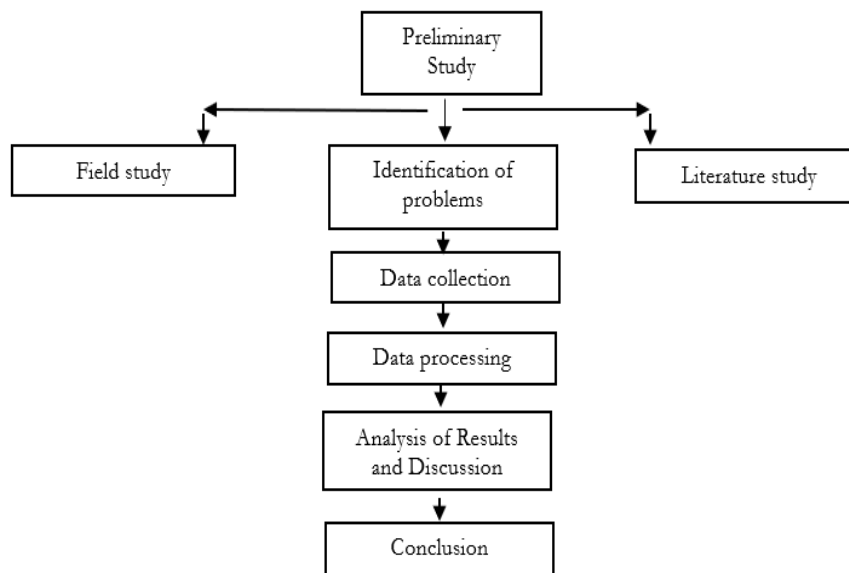 Preliminary
Study
Field study
Identification of
problems
Literature study
Data collection
Data processing
Analysis of Results
and Discussion
Conclusion